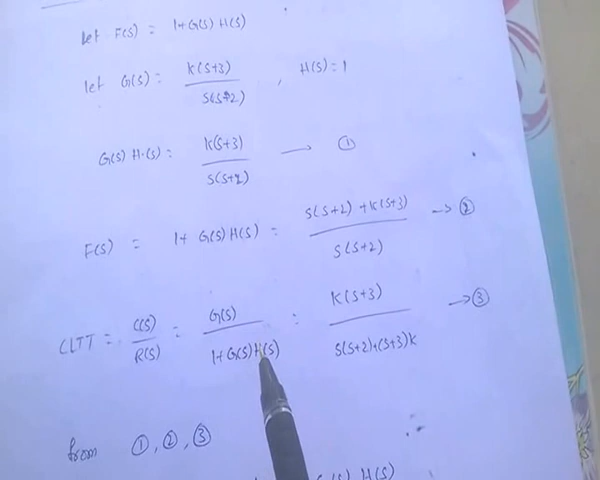 let F(S) = 1+G(S) H(S)
let G(S) = K(S+3) / S(S+2) , H(S)=1
G(S) H(S) = K(S+3) / S(S+2) → ①
F(S) = 1+ G(S) H(S) = S(S+2) +K(S+3) / S(S+2) → ②
CLTT = C(S) / R(S) = G(S) / 1+G(S)H(S) = K(S+3) / S(S+2)+(S+3)K → ③
from ①, ②, ③
G(S) H(S)